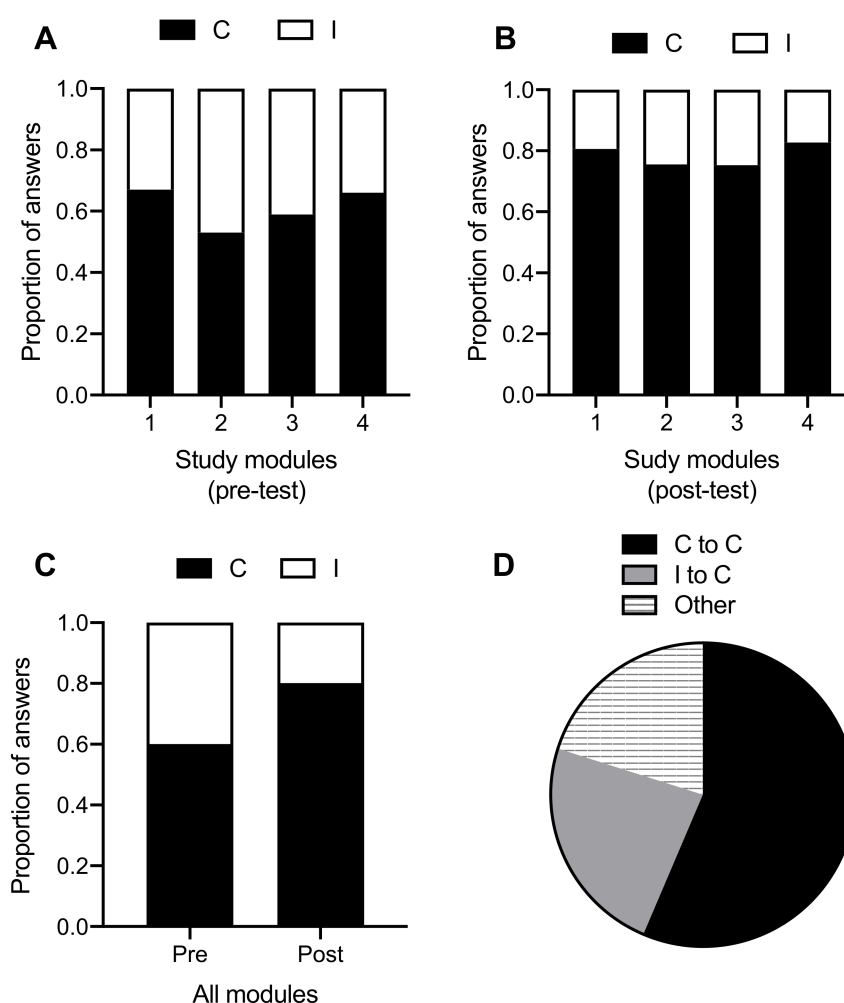 A
C I
Proportion of answers
1.0
0.8
0.6
0.4
0.2
0.0
1 2 3 4
Study modules
(pre-test)
B
C I
Proportion of answers
1.0
0.8
0.6
0.4
0.2
0.0
1 2 3 4
Sudy modules
(post-test)
C
C I
Proportion of answers
1.0
0.8
0.6
0.4
0.2
0.0
Pre Post
All modules
D
C to C
I to C
Other